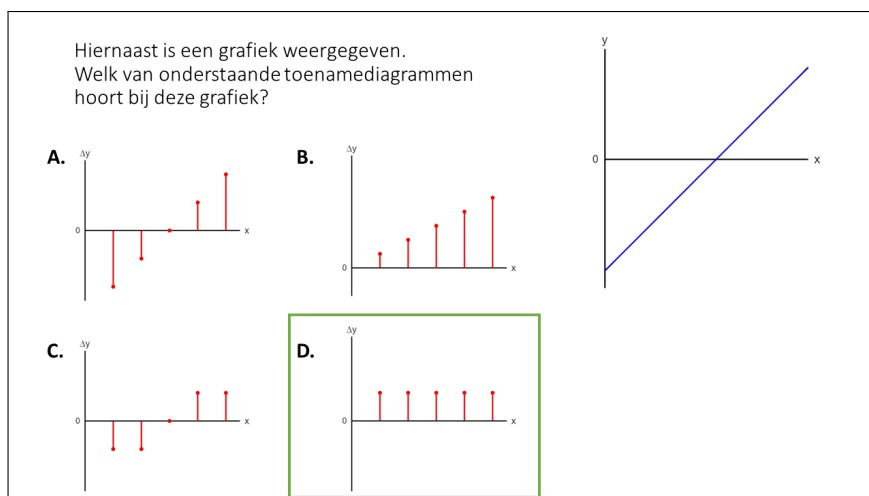 Hiernaast is een grafiek weergegeven.
Welk van onderstaande toenamediagrammen
hoort bij deze grafiek?
y
0
x
A.
Δy
0
x
B.
Δy
0
x
C.
Δy
0
x
D.
Δy
0
x